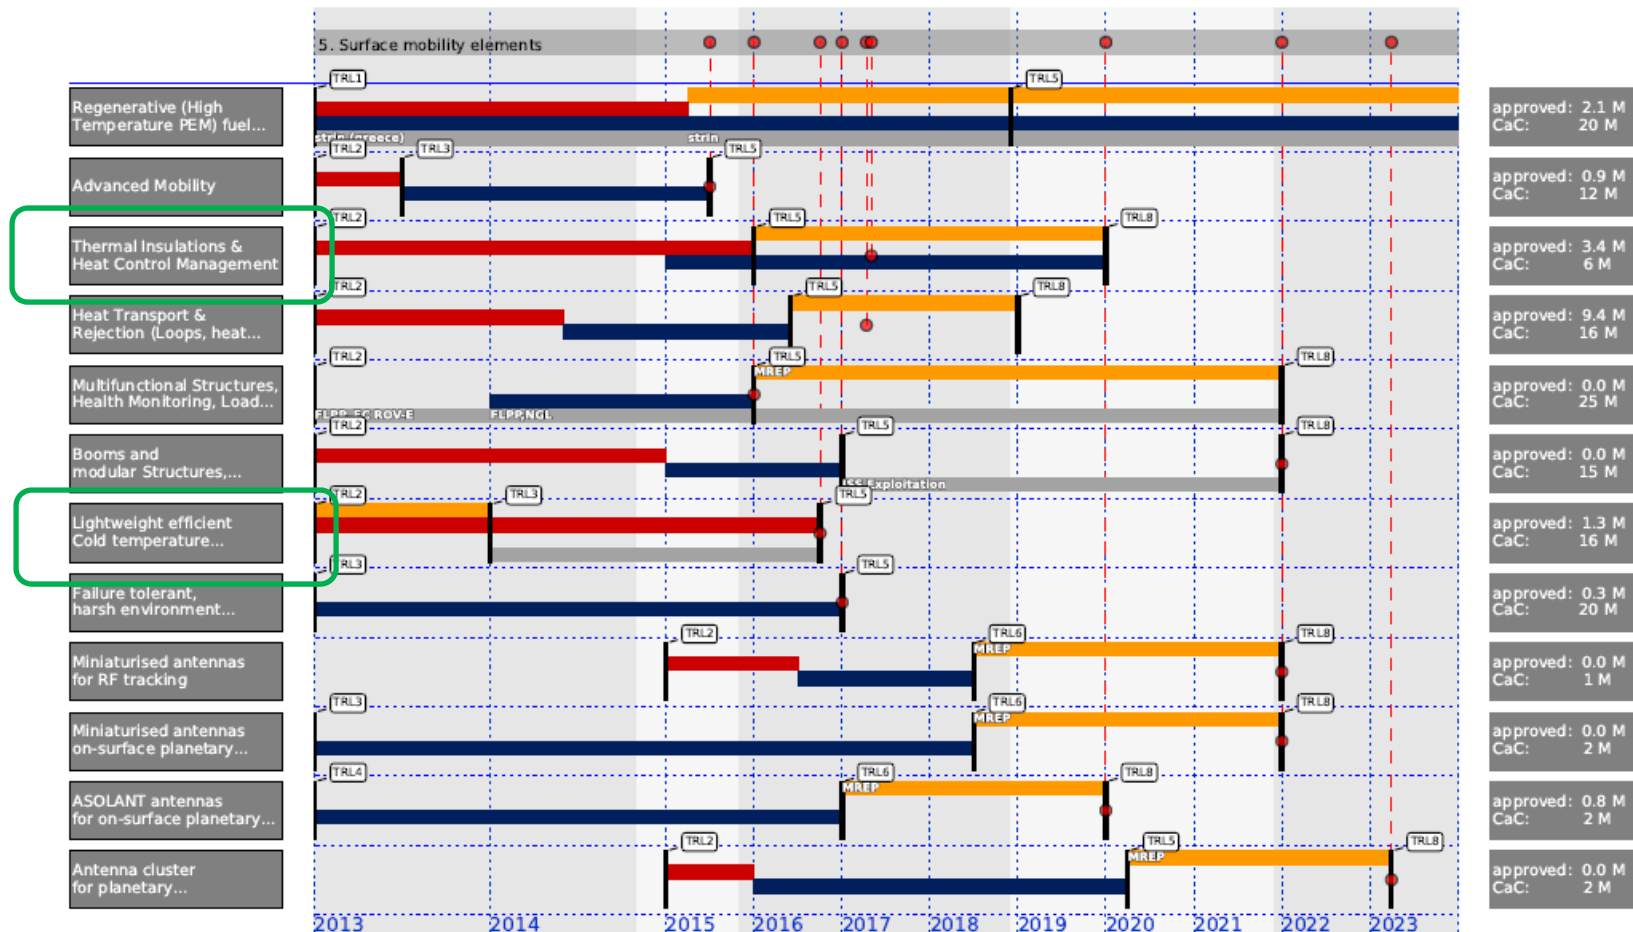 5. Surface mobility elements
TRL1
TRL5
Regenerative (High
Temperature PEM) fuel...
approved: 2.1 M
CaC: 20 M
strin (greece)
strin
TRL2
TRL3
TRL5
Advanced Mobility
approved: 0.9 M
CaC: 12 M
TRL2
TRL5
TRL8
Thermal Insulations &
Heat Control Management
approved: 3.4 M
CaC: 6 M
TRL2
TRL5
TRL8
Heat Transport &
Rejection (Loops, heat...
approved: 9.4 M
CaC: 16 M
TRL2
TRL5
TRL8
MREP
Multifunctional Structures,
Health Monitoring, Load...
approved: 0.0 M
CaC: 25 M
FLPP, EC ROV-E
FLPP,NGL
TRL2
TRL5
TRL8
Booms and
modular Structures,...
approved: 0.0 M
CaC: 15 M
ISS Exploitation
TRL2
TRL3
TRL5
Lightweight efficient
Cold temperature...
approved: 1.3 M
CaC: 16 M
TRL3
TRL5
Failure tolerant,
harsh environment...
approved: 0.3 M
CaC: 20 M
TRL2
TRL6
TRL8
MREP
Miniaturised antennas
for RF tracking
approved: 0.0 M
CaC: 1 M
TRL3
TRL6
TRL8
MREP
Miniaturised antennas
on-surface planetary...
approved: 0.0 M
CaC: 2 M
TRL4
TRL6
TRL8
MREP
ASOLANT antennas
for on-surface planetary...
approved: 0.8 M
CaC: 2 M
TRL2
TRL5
TRL8
MREP
Antenna cluster
for planetary...
approved: 0.0 M
CaC: 2 M
2013 2014 2015 2016 2017 2018 2019 2020 2021 2022 2023